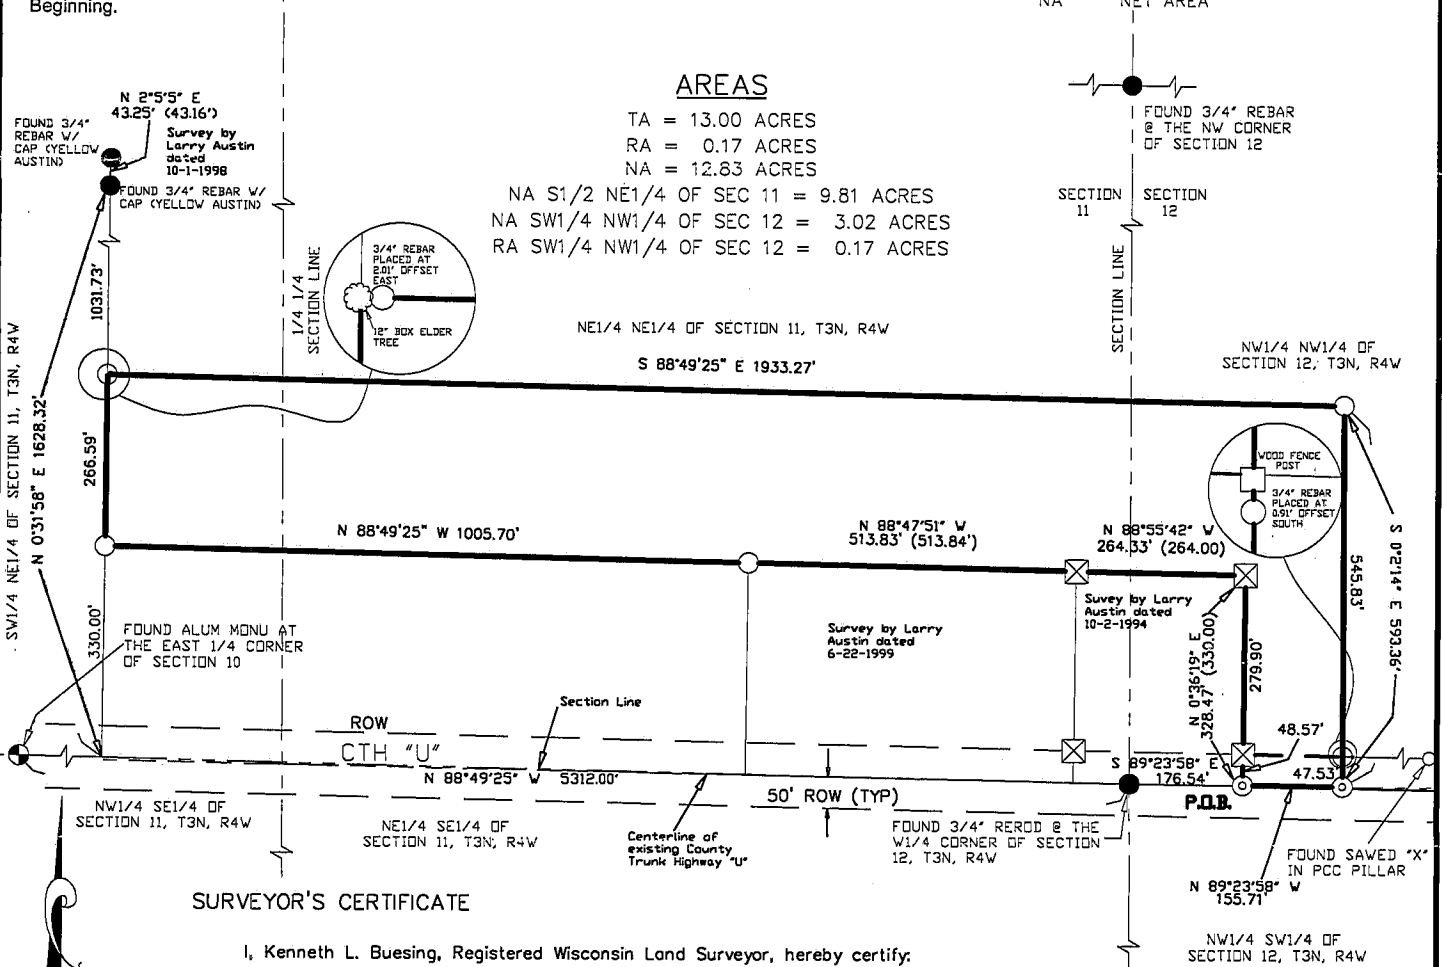 Beginning.
NA NET AREA
AREAS
TA = 13.00 ACRES
RA = 0.17 ACRES
NA = 12.83 ACRES
NA S1/2 NE1/4 OF SEC 11 = 9.81 ACRES
NA SW1/4 NW1/4 OF SEC 12 = 3.02 ACRES
RA SW1/4 NW1/4 OF SEC 12 = 0.17 ACRES
N 2°5'5" E
43.25' (43.16')
FOUND 3/4"
REBAR W/
CAP (YELLOW
AUSTIN)
Survey by
Larry Austin
dated
10-1-1998
FOUND 3/4" REBAR W/
CAP (YELLOW AUSTIN)
FOUND 3/4" REBAR
@ THE NW CORNER
OF SECTION 12
SECTION
11
SECTION
12
SECTION LINE
1/4 1/4
SECTION LINE
3/4" REBAR
PLACED AT
2.01' OFFSET
EAST
12" BOX ELDER
TREE
1031.73'
SW1/4 NE1/4 OF SECTION 11, T3N, R4W
N 0°31'58" E 1628.32'
NE1/4 NE1/4 OF SECTION 11, T3N, R4W
S 88°49'25" E 1933.27'
NW1/4 NW1/4 OF
SECTION 12, T3N, R4W
266.59'
N 88°49'25" W 1005.70'
N 88°47'51" W
513.83' (513.84')
N 88°55'42" W
264.33' (264.00)
WOOD FENCE
POST
3/4" REBAR
PLACED AT
0.91' OFFSET
SOUTH
545.83'
S 0°2'14" E 593.36'
330.00'
FOUND ALUM MONU AT
THE EAST 1/4 CORNER
OF SECTION 10
Survey by Larry
Austin dated
6-22-1999
Suvey by Larry
Austin dated
10-2-1994
N 0°36'19" E
328.47' (330.00)
279.90'
48.57'
47.53'
Section Line
ROW
CTH "U"
N 88°49'25" W 5312.00'
50' ROW (TYP)
S 89°23'58" E
176.54'
P.O.B.
NW1/4 SE1/4 OF
SECTION 11, T3N, R4W
NE1/4 SE1/4 OF
SECTION 11, T3N, R4W
Centerline of
existing County
Trunk Highway "U"
FOUND 3/4" REROD @ THE
W1/4 CORNER OF SECTION
12, T3N, R4W
FOUND SAWED "X"
IN PCC PILLAR
N 89°23'58" W
155.71'
NW1/4 SW1/4 OF
SECTION 12, T3N, R4W
SURVEYOR'S CERTIFICATE
I, Kenneth L. Buesing, Registered Wisconsin Land Surveyor, hereby certify: